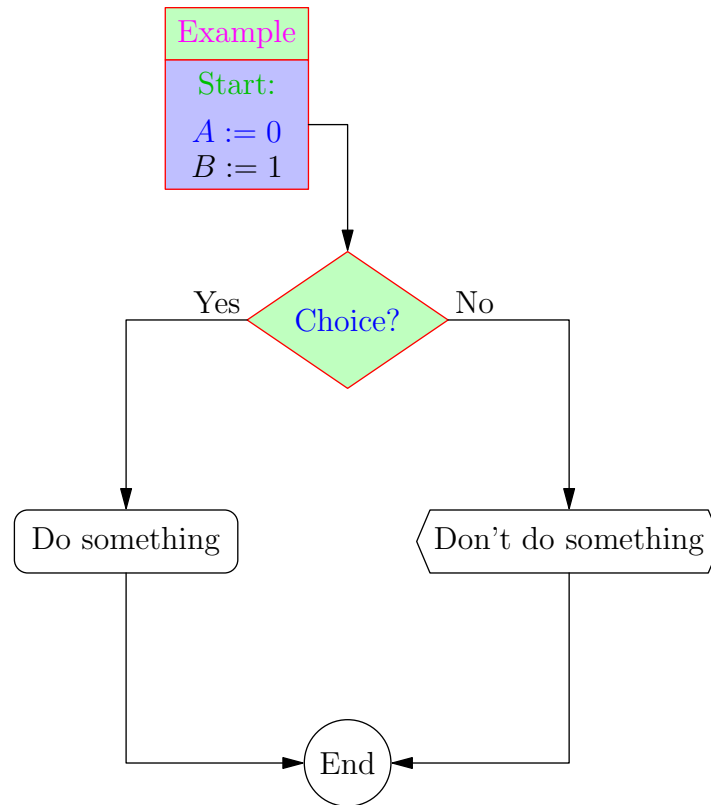 Example
Start:
A := 0
B := 1
Yes
Choice?
No
Do something
Don't do something
End